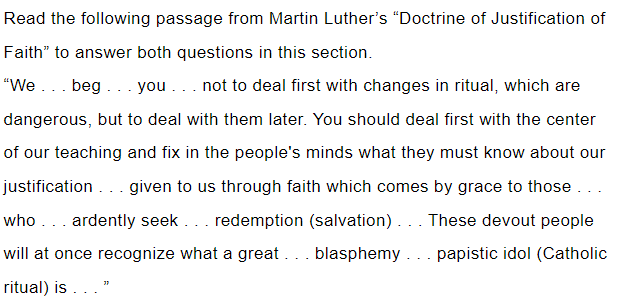 Read the following passage from Martin Luther’s “Doctrine of Justification of
Faith” to answer both questions in this section.
“We . . . beg . . . you . . . not to deal first with changes in ritual, which are
dangerous, but to deal with them later. You should deal first with the center
of our teaching and fix in the people's minds what they must know about our
justification . . . given to us through faith which comes by grace to those . . .
who . . . ardently seek . . . redemption (salvation) . . . These devout people
will at once recognize what a great . . . blasphemy . . . papistic idol (Catholic
ritual) is . . . ”